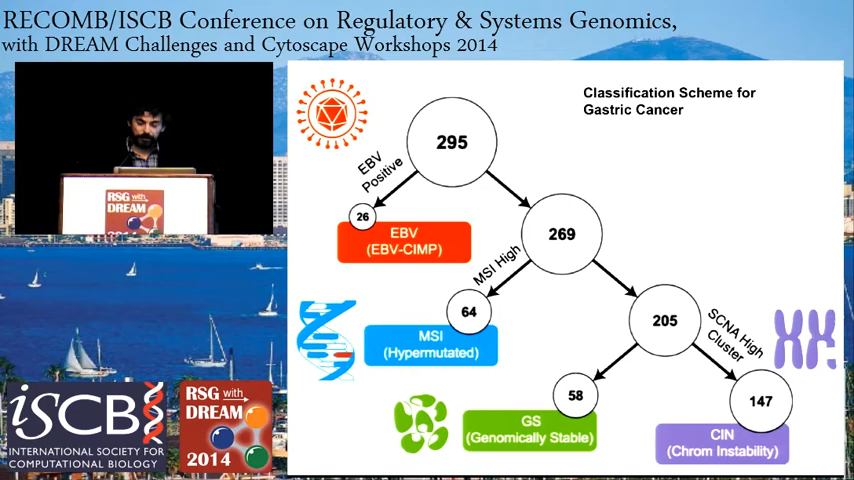 RECOMB/ISCB Conference on Regulatory & Systems Genomics,
with DREAM Challenges and Cytoscape Workshops 2014
Classification Scheme for
Gastric Cancer
295
EBV
Positive
26
EBV
(EBV-CIMP)
269
MSI High
64
MSI
(Hypermutated)
205
SCNA High
Cluster
58
GS
(Genomically Stable)
147
CIN
(Chrom Instability)
RSG with
DREAM
2014
iSCB
INTERNATIONAL SOCIETY FOR
COMPUTATIONAL BIOLOGY
RSG with
DREAM
2014